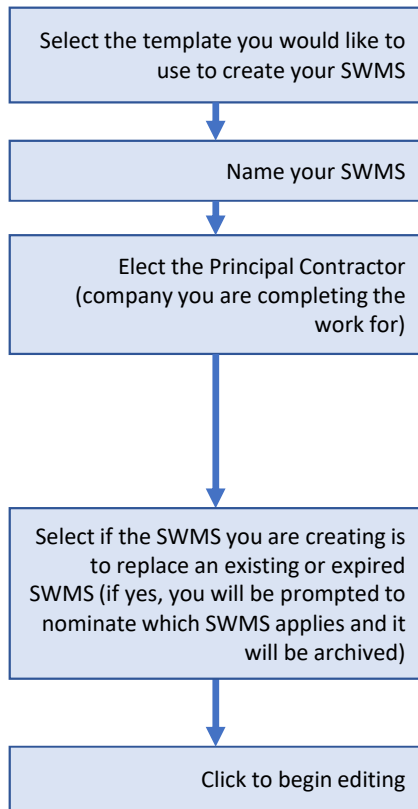 Select the template you would like to
use to create your SWMS
Name your SWMS
Elect the Principal Contractor
(company you are completing the
work for)
Select if the SWMS you are creating is
to replace an existing or expired
SWMS (if yes, you will be prompted to
nominate which SWMS applies and it
will be archived)
Click to begin editing